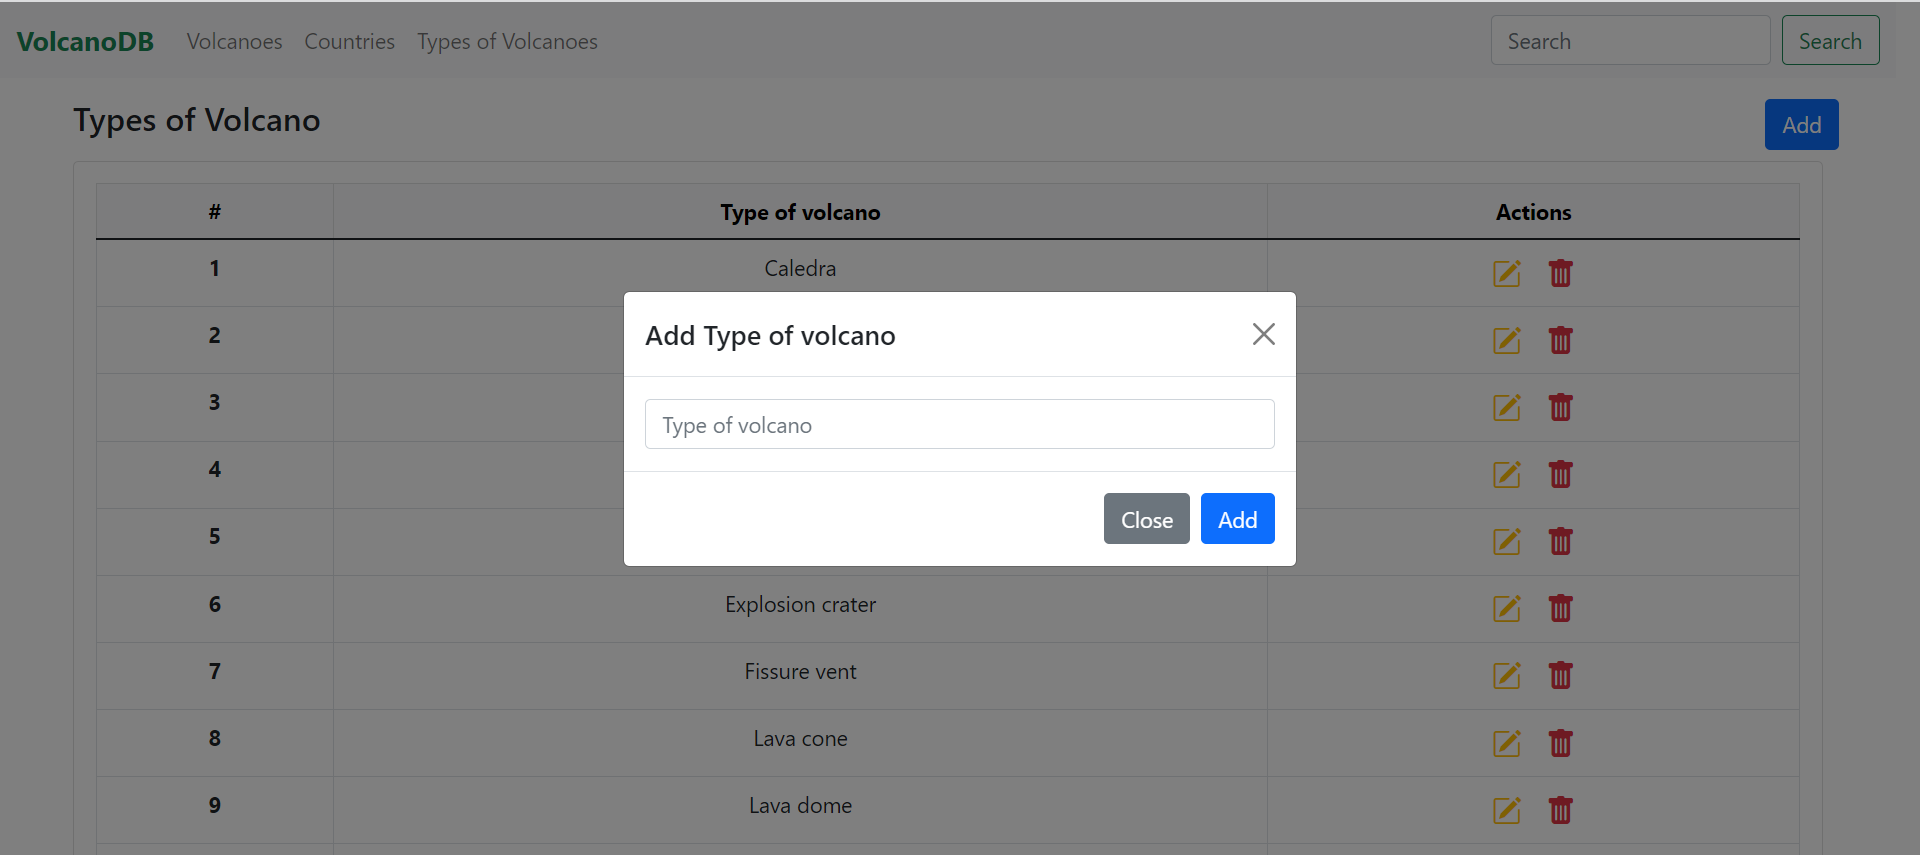 VolcanoDB Volcanoes Countries Types of Volcanoes Search Search
Types of Volcano Add
# Type of volcano Actions
1 Caledra
2
3
4
5
6 Explosion crater
7 Fissure vent
8 Lava cone
9 Lava dome
Add Type of volcano
Type of volcano
Close Add